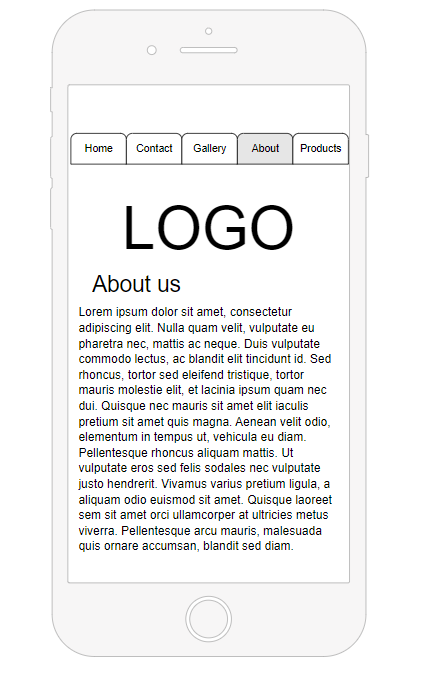 Home Contact Gallery About Products
LOGO
About us
Lorem ipsum dolor sit amet, consectetur
adipiscing elit. Nulla quam velit, vulputate eu
pharetra nec, mattis ac neque. Duis vulputate
commodo lectus, ac blandit elit tincidunt id. Sed
rhoncus, tortor sed eleifend tristique, tortor
mauris molestie elit, et lacinia ipsum quam nec
dui. Quisque nec mauris sit amet elit iaculis
pretium sit amet quis magna. Aenean velit odio,
elementum in tempus ut, vehicula eu diam.
Pellentesque rhoncus aliquam mattis. Ut
vulputate eros sed felis sodales nec vulputate
justo hendrerit. Vivamus varius pretium ligula, a
aliquam odio euismod sit amet. Quisque laoreet
sem sit amet orci ullamcorper at ultricies metus
viverra. Pellentesque arcu mauris, malesuada
quis ornare accumsan, blandit sed diam.